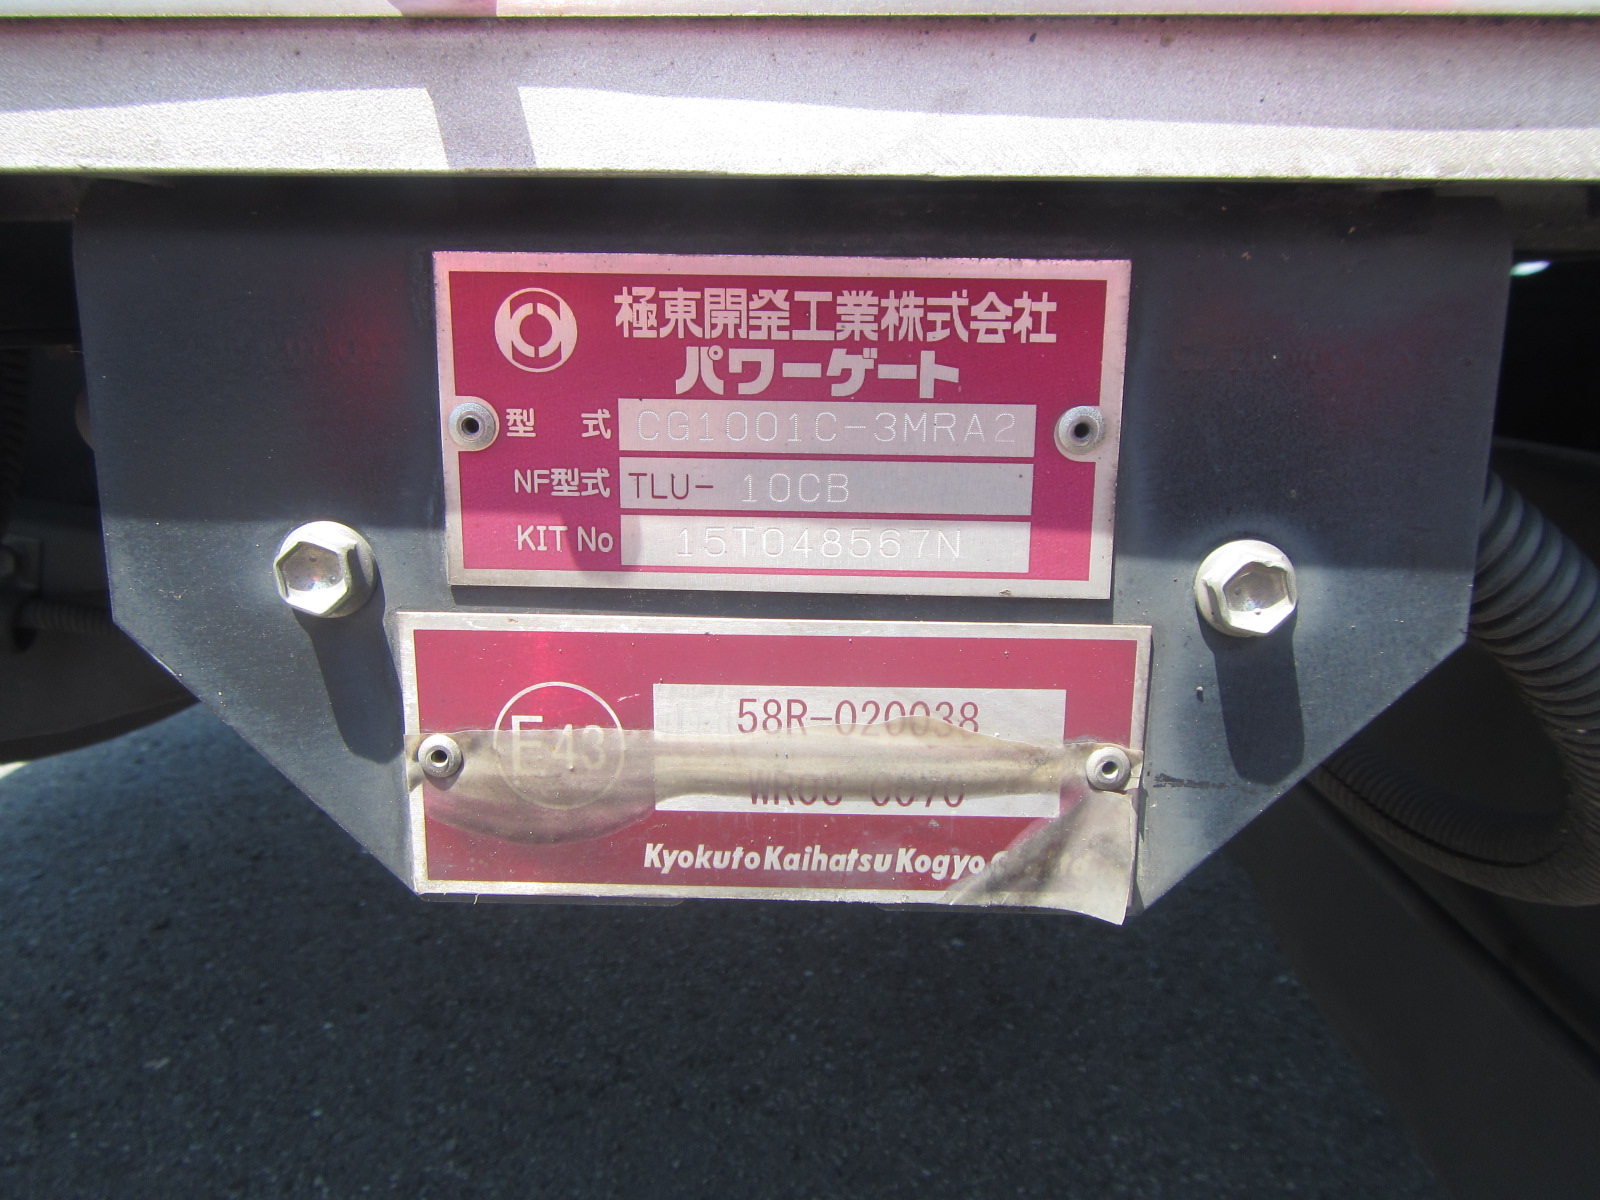 極東開発工業株式会社
パワーゲート
型 式 CG1001C-3MRA2
NF型式 TLU- 10CB
KIT No 15T048567N
E43
58R-020038
Kyokuto Kaihatsu Kogyo